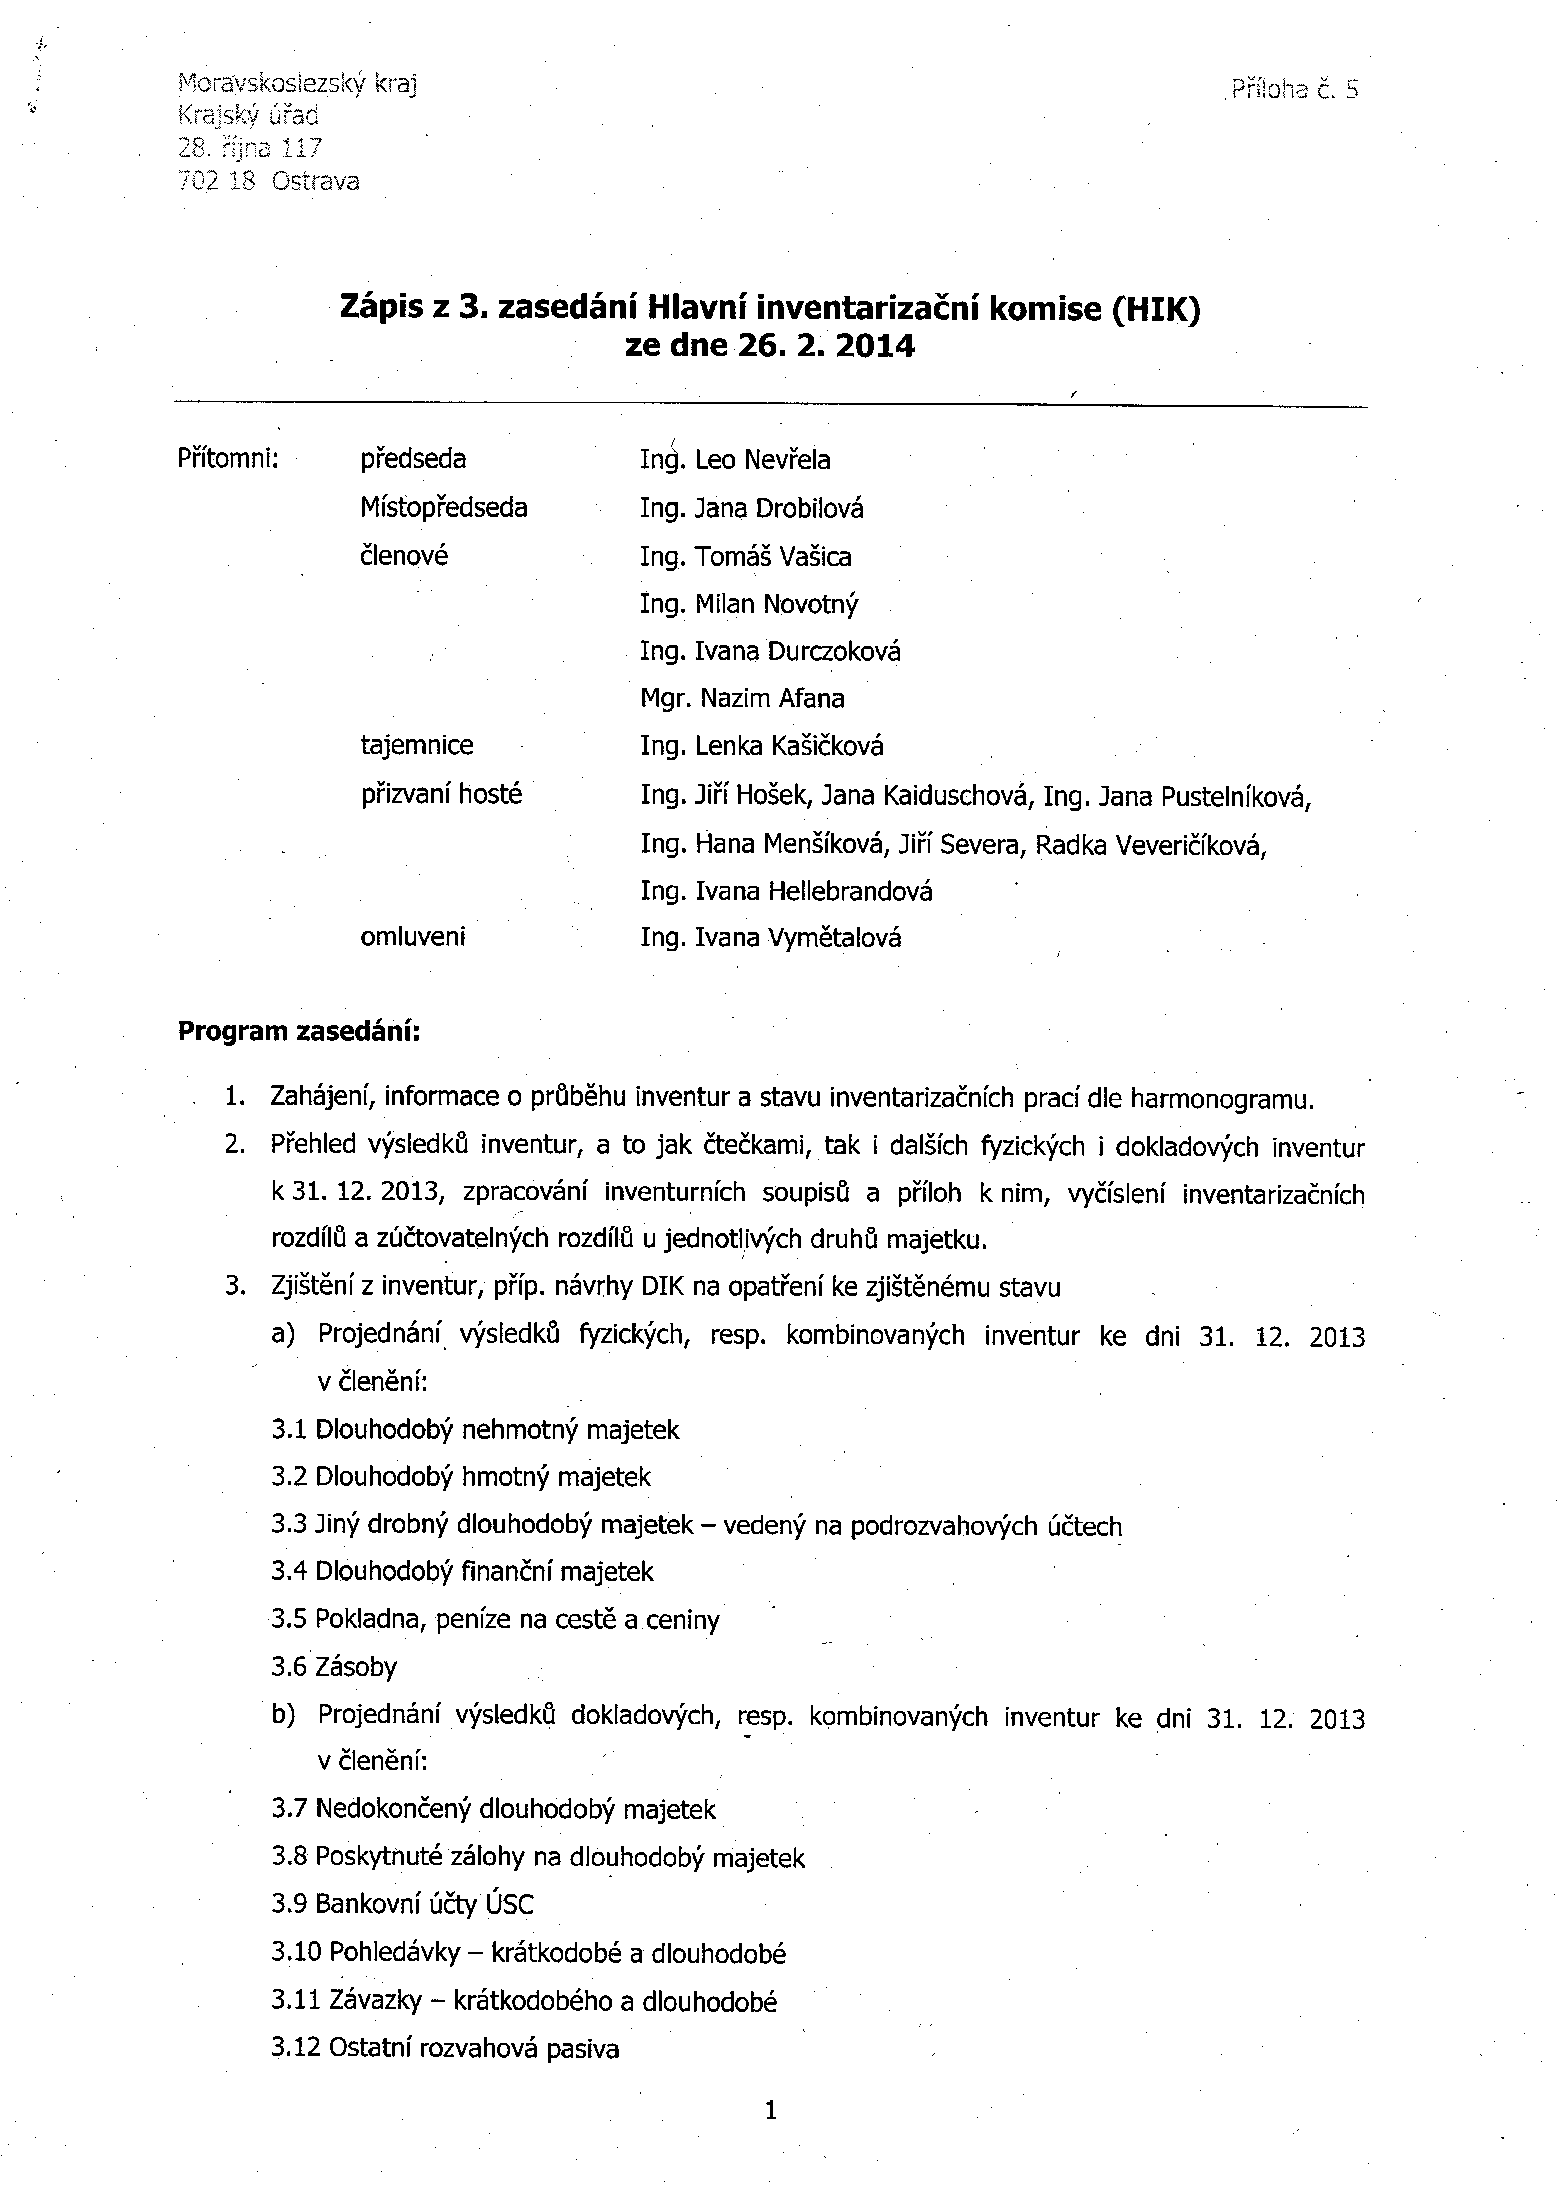 Moravskoslezský kraj
Příloha č. 5
Krajský úřad
28. října 117
702 18 Ostrava
Zápis z 3. zasedání Hlavní inventarizační komise (HIK)
ze dne 26. 2. 2014
Přítomni: předseda Ing. Leo Nevřela
Místopředseda Ing. Jana Drobilová
členové Ing. Tomáš Vašica
Ing. Milan Novotný
Ing. Ivana Durczoková
Mgr. Nazim Afana
tajemnice Ing. Lenka Kašičková
přizvaní hosté Ing. Jiří Hošek, Jana Kaiduschová, Ing. Jana Pustelníková,
Ing. Hana Menšíková, Jiří Severa, Radka Veveričíková,
Ing. Ivana Hellebrandová
omluveni Ing. Ivana Vymětalová
Program zasedání:
1. Zahájení, informace o průběhu inventur a stavu inventarizačních prací dle harmonogramu.
2. Přehled výsledků inventur, a to jak čtečkami, tak i dalších fyzických i dokladových inventur
k 31. 12. 2013, zpracování inventurních soupisů a příloh k nim, vyčíslení inventarizačních
rozdílů a zúčtovatelných rozdílů u jednotlivých druhů majetku.
3. Zjištění z inventur, příp. návrhy DIK na opatření ke zjištěnému stavu
a) Projednání výsledků fyzických, resp. kombinovaných inventur ke dni 31. 12. 2013
v členění:
3.1 Dlouhodobý nehmotný majetek
3.2 Dlouhodobý hmotný majetek
3.3 Jiný drobný dlouhodobý majetek – vedený na podrozvahových účtech
3.4 Dlouhodobý finanční majetek
3.5 Pokladna, peníze na cestě a ceniny
3.6 Zásoby
b) Projednání výsledků dokladových, resp. kombinovaných inventur ke dni 31. 12. 2013
v členění:
3.7 Nedokončený dlouhodobý majetek
3.8 Poskytnuté zálohy na dlouhodobý majetek
3.9 Bankovní účty ÚSC
3.10 Pohledávky – krátkodobé a dlouhodobé
3.11 Závazky – krátkodobého a dlouhodobé
3.12 Ostatní rozvahová pasiva
1